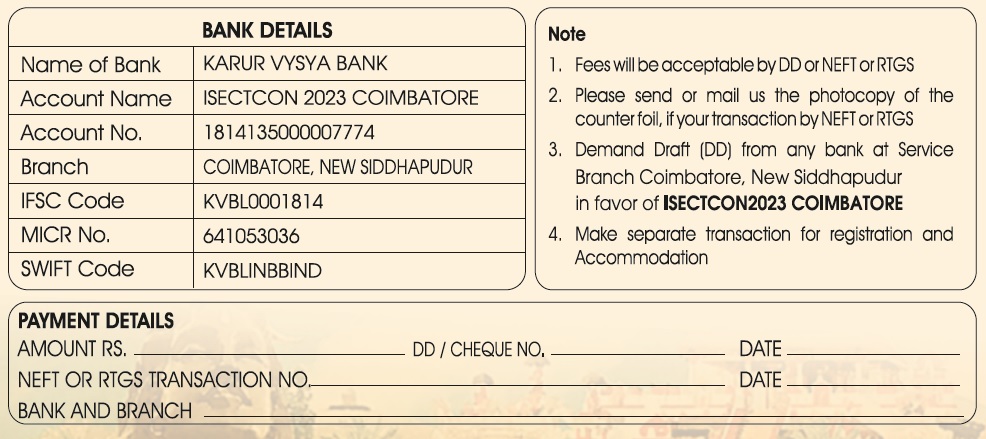 BANK DETAILS
Name of Bank KARUR VYSYA BANK
Account Name ISECTCON 2023 COIMBATORE
Account No. 1814135000007774
Branch COIMBATORE, NEW SIDDHAPUDUR
IFSC Code KVBL0001814
MICR No. 641053036
SWIFT Code KVBLINBBIND
Note
1. Fees will be acceptable by DD or NEFT or RTGS
2. Please send or mail us the photocopy of the
counter foil, if your transaction by NEFT or RTGS
3. Demand Draft (DD) from any bank at Service
Branch Coimbatore, New Siddhapudur
in favor of ISECTCON2023 COIMBATORE
4. Make separate transaction for registration and
Accommodation
PAYMENT DETAILS
AMOUNT RS. DD / CHEQUE NO. DATE
NEFT OR RTGS TRANSACTION NO. DATE
BANK AND BRANCH